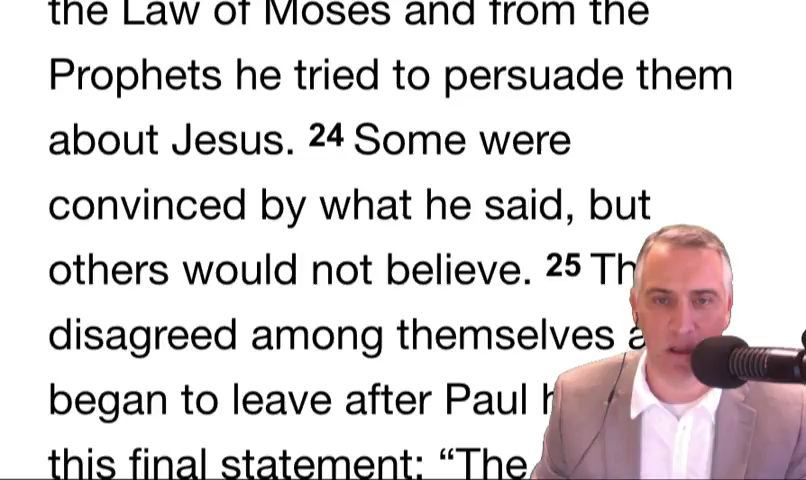 the Law of Moses and from the
Prophets he tried to persuade them
about Jesus. 24 Some were
convinced by what he said, but
others would not believe. 25
disagreed among themselves
began to leave after Paul
this final statement: “The